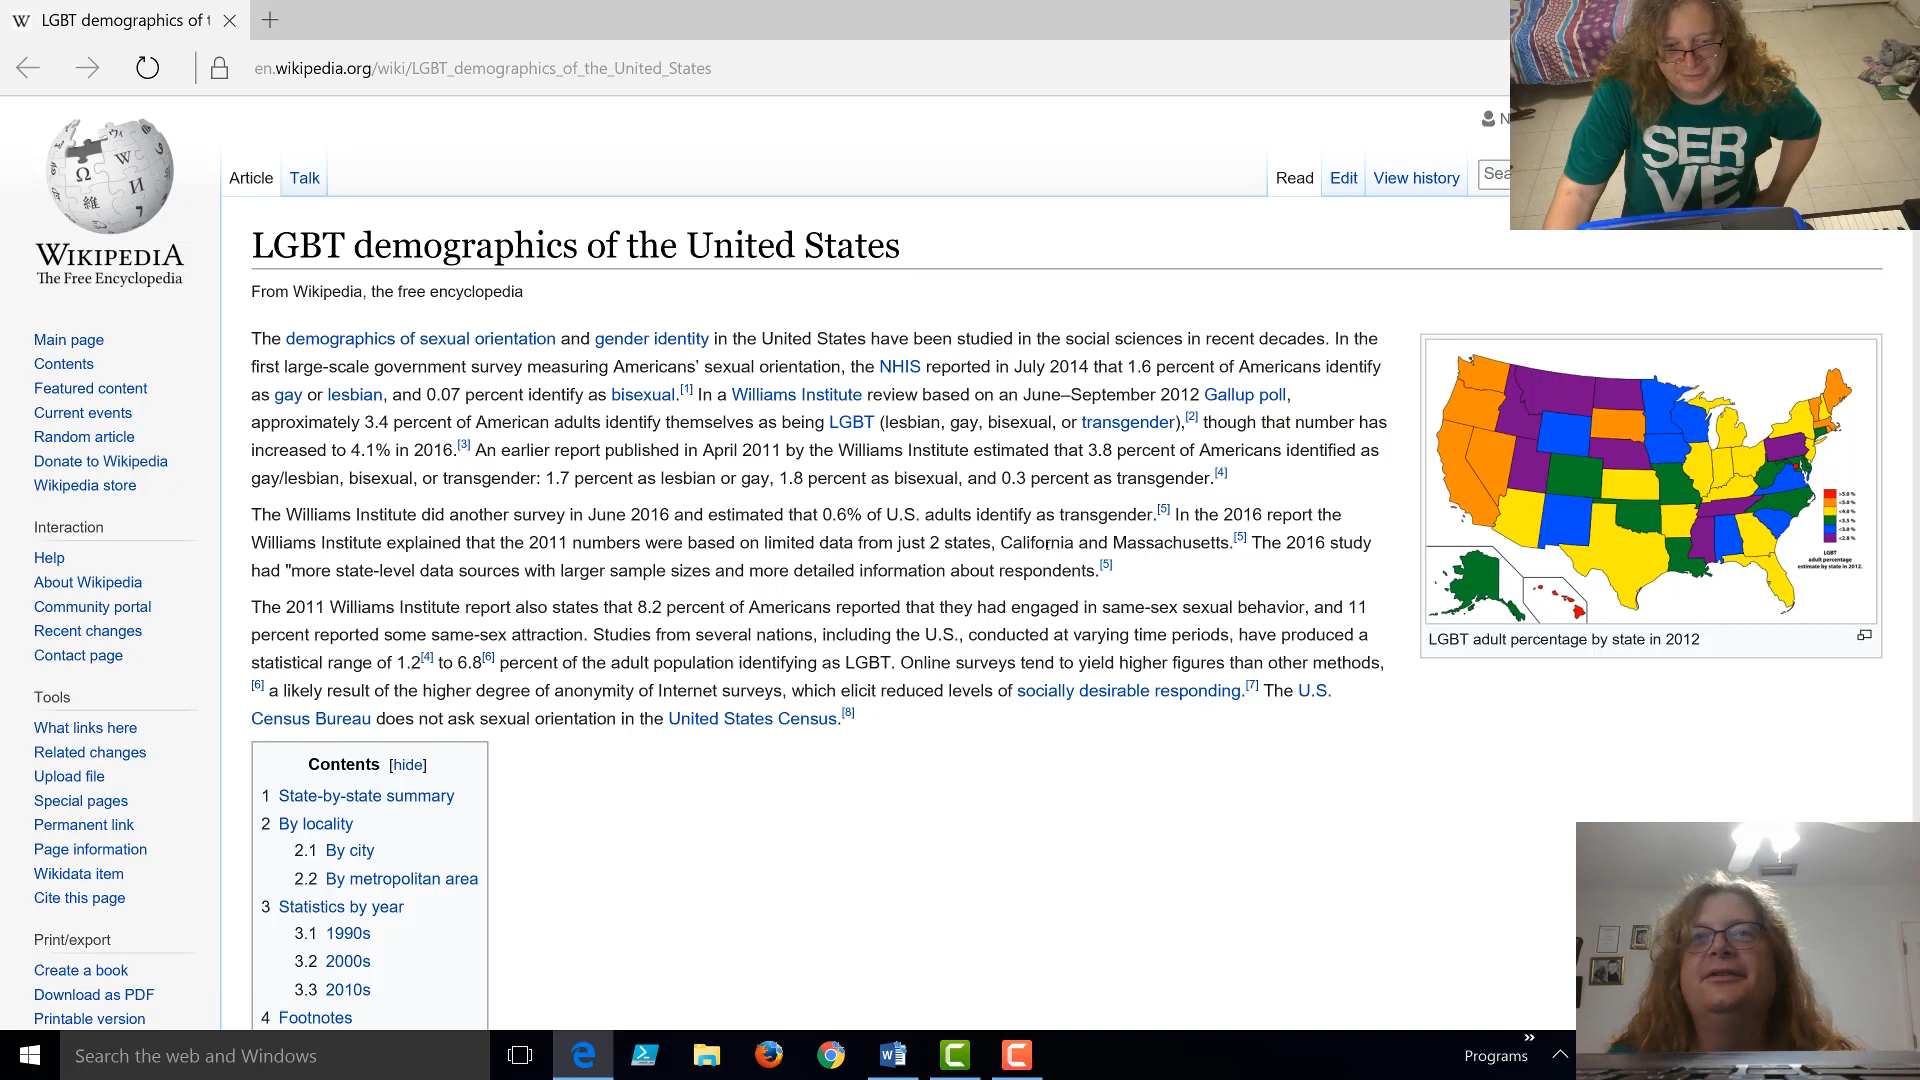 LGBT demographics of t
en.wikipedia.org/wiki/LGBT_demographics_of_the_United_States
WIKIPEDIA
The Free Encyclopedia
Main page
Contents
Featured content
Current events
Random article
Donate to Wikipedia
Wikipedia store
Interaction
Help
About Wikipedia
Community portal
Recent changes
Contact page
Tools
What links here
Related changes
Upload file
Special pages
Permanent link
Page information
Wikidata item
Cite this page
Print/export
Create a book
Download as PDF
Printable version
N
Article Talk
Read Edit View history Sea
LGBT demographics of the United States
From Wikipedia, the free encyclopedia
The demographics of sexual orientation and gender identity in the United States have been studied in the social sciences in recent decades. In the
first large-scale government survey measuring Americans’ sexual orientation, the NHIS reported in July 2014 that 1.6 percent of Americans identify
as gay or lesbian, and 0.07 percent identify as bisexual.[1] In a Williams Institute review based on an June–September 2012 Gallup poll,
approximately 3.4 percent of American adults identify themselves as being LGBT (lesbian, gay, bisexual, or transgender),[2] though that number has
increased to 4.1% in 2016.[3] An earlier report published in April 2011 by the Williams Institute estimated that 3.8 percent of Americans identified as
gay/lesbian, bisexual, or transgender: 1.7 percent as lesbian or gay, 1.8 percent as bisexual, and 0.3 percent as transgender.[4]
The Williams Institute did another survey in June 2016 and estimated that 0.6% of U.S. adults identify as transgender.[5] In the 2016 report the
Williams Institute explained that the 2011 numbers were based on limited data from just 2 states, California and Massachusetts.[5] The 2016 study
had "more state-level data sources with larger sample sizes and more detailed information about respondents.[5]
The 2011 Williams Institute report also states that 8.2 percent of Americans reported that they had engaged in same-sex sexual behavior, and 11
percent reported some same-sex attraction. Studies from several nations, including the U.S., conducted at varying time periods, have produced a
statistical range of 1.2[4] to 6.8[6] percent of the adult population identifying as LGBT. Online surveys tend to yield higher figures than other methods,
[6] a likely result of the higher degree of anonymity of Internet surveys, which elicit reduced levels of socially desirable responding.[7] The U.S.
Census Bureau does not ask sexual orientation in the United States Census.[8]
Contents [hide]
1 State-by-state summary
2 By locality
2.1 By city
2.2 By metropolitan area
3 Statistics by year
3.1 1990s
3.2 2000s
3.3 2010s
4 Footnotes
>5.0 %
<5.0 %
<4.0 %
<3.5 %
<3.0 %
<2.8 %
LGBT
adult percentage
estimate by state in 2012.
LGBT adult percentage by state in 2012
SER
VE
Search the web and Windows
Programs